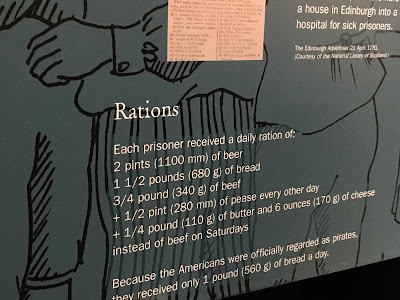 a house in Edinburgh into a
hospital for sick prisoners.
The Edinburgh Advertiser 21 April 1781.
(Courtesy of the National Library of Scotland)
Rations
Each prisoner received a daily ration of:
2 pints (1100 mm) of beer
1 1/2 pounds (680 g) of bread
3/4 pound (340 g) of beef
+ 1/2 pint (280 mm) of pease every other day
+ 1/4 pound (110 g) of butter and 6 ounces (170 g) of cheese
instead of beef on Saturdays
Because the Americans were officially regarded as pirates,
they received only 1 pound (560 g) of bread a day.